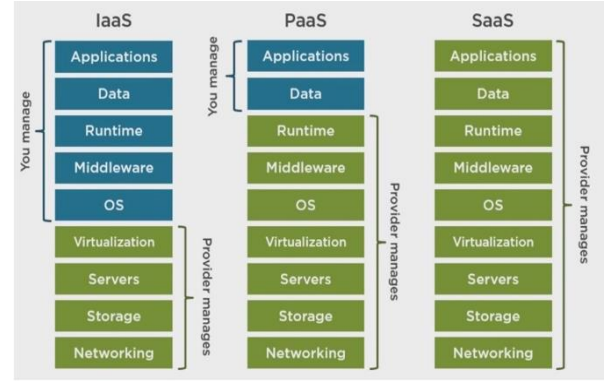 IaaS
You manage
Applications
Data
Runtime
Middleware
OS
Virtualization
Servers
Storage
Networking
Provider manages
PaaS
You manage
Applications
Data
Runtime
Middleware
OS
Virtualization
Servers
Storage
Networking
Provider manages
SaaS
Applications
Data
Runtime
Middleware
OS
Virtualization
Servers
Storage
Networking
Provider manages